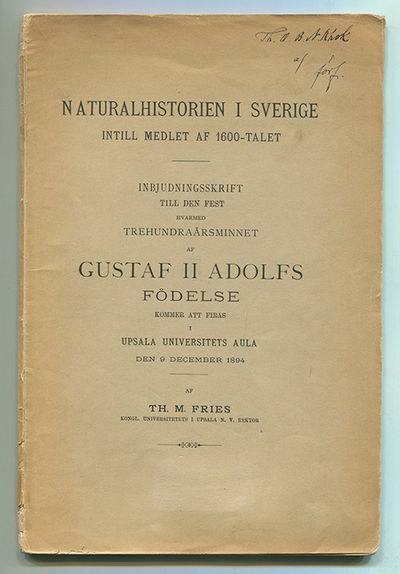 Th. O. B. N. Krok
af förf.
NATURALHISTORIEN I SVERIGE
INTILL MEDLET AF 1600-TALET
INBJUDNINGSSKRIFT
TILL DEN FEST
HVARMED
TREHUNDRAÅRSMINNET
AF
GUSTAF II ADOLFS
FÖDELSE
KOMMER ATT FIRAS
I
UPSALA UNIVERSITETS AULA
DEN 9 DECEMBER 1894
AF
TH. M. FRIES
KONGL. UNIVERSITETETS I UPSALA N. V. REKTOR